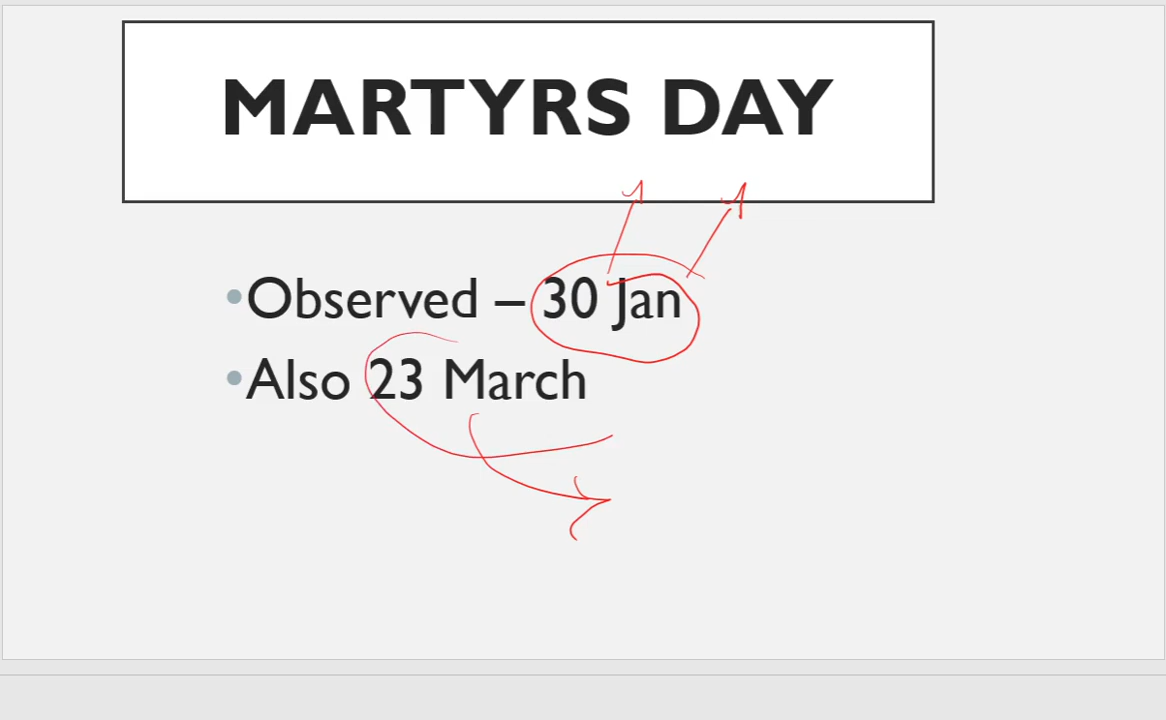 MARTYRS DAY
•Observed – 30 Jan
•Also 23 March